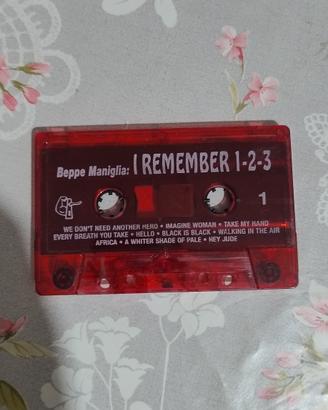 Beppe Maniglia: I REMEMBER 1-2-3
1
WE DON'T NEED ANOTHER HERO • IMAGINE WOMAN • TAKE MY HAND
EVERY BREATH YOU TAKE • HELLO • BLACK IS BLACK • WALKING IN THE AIR
AFRICA • A WHITER SHADE OF PALE • HEY JUDE